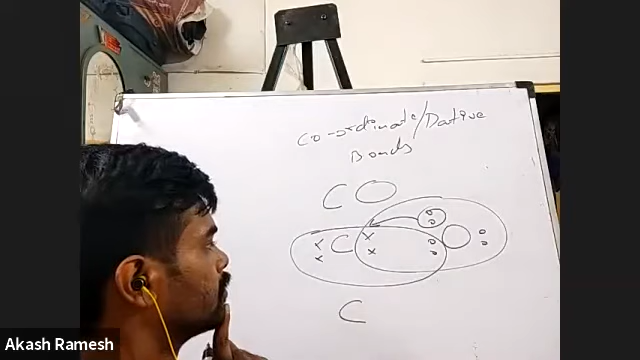 Co-ordinate/Dative
Bonds
CO
C O
C
Akash Ramesh